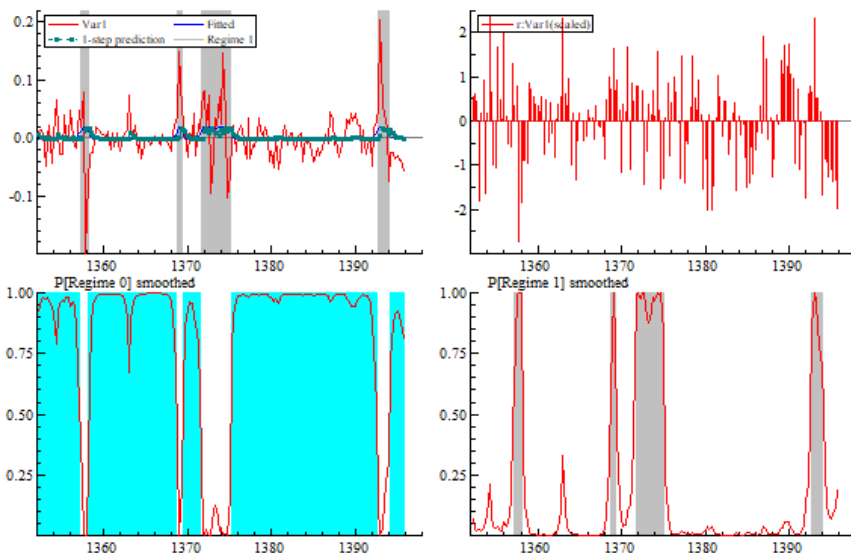 Var1 Fitted
1-step prediction Regime 1
0.2
0.1
0.0
-0.1
1360 1370 1380 1390
r:Var1(scaled)
2
1
0
-1
-2
1360 1370 1380 1390
P[Regime 0] smoothed
1.00
0.75
0.50
0.25
1360 1370 1380 1390
P[Regime 1] smoothed
1.00
0.75
0.50
0.25
1360 1370 1380 1390